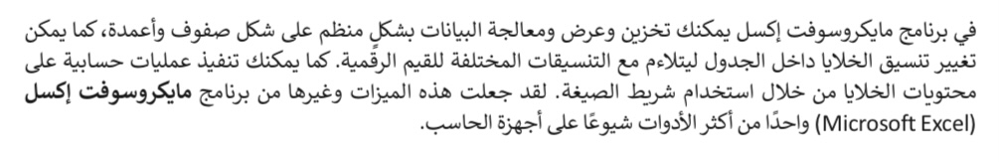 في برنامج مايكروسوفت إكسل يمكنك تخزين وعرض ومعالجة البيانات بشكلٍ منظم على شكل صفوف وأعمدة، كما يمكن
تغيير تنسيق الخلايا داخل الجدول ليتلاءم مع التنسيقات المختلفة للقيم الرقمية. كما يمكنك تنفيذ عمليات حسابية على
محتويات الخلايا من خلال استخدام شريط الصيغة. لقد جعلت هذه الميزات وغيرها من برنامج مايكروسوفت إكسل
(Microsoft Excel) واحدًا من أكثر الأدوات شيوعًا على أجهزة الحاسب.